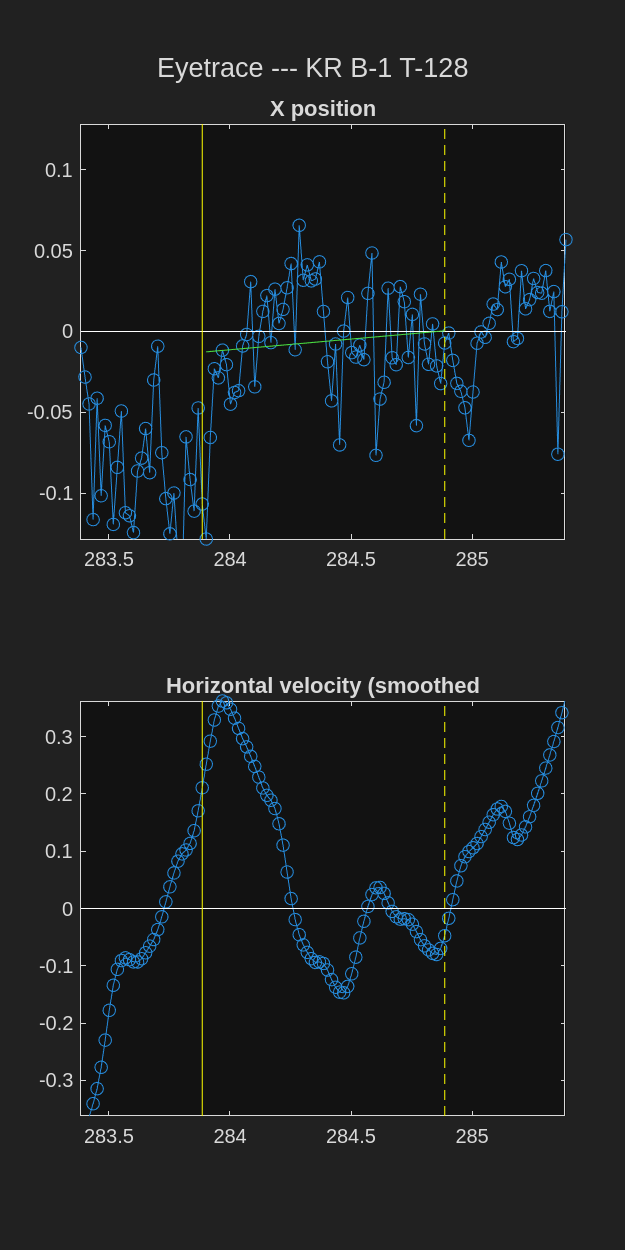 Eyetrace --- KR B-1 T-128
X position
0.1
0.05
0
-0.05
-0.1
283.5 284 284.5 285
Horizontal velocity (smoothed
0.3
0.2
0.1
0
-0.1
-0.2
-0.3
283.5 284 284.5 285